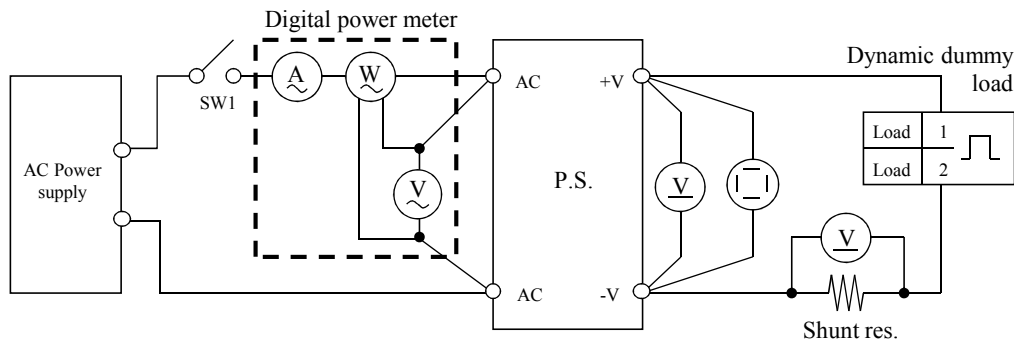 Digital power meter
Dynamic dummy
load
A
W
SW1
AC
+V
Load 1
Load 2
AC Power
supply
V
P.S.
V
V
AC
-V
Shunt res.